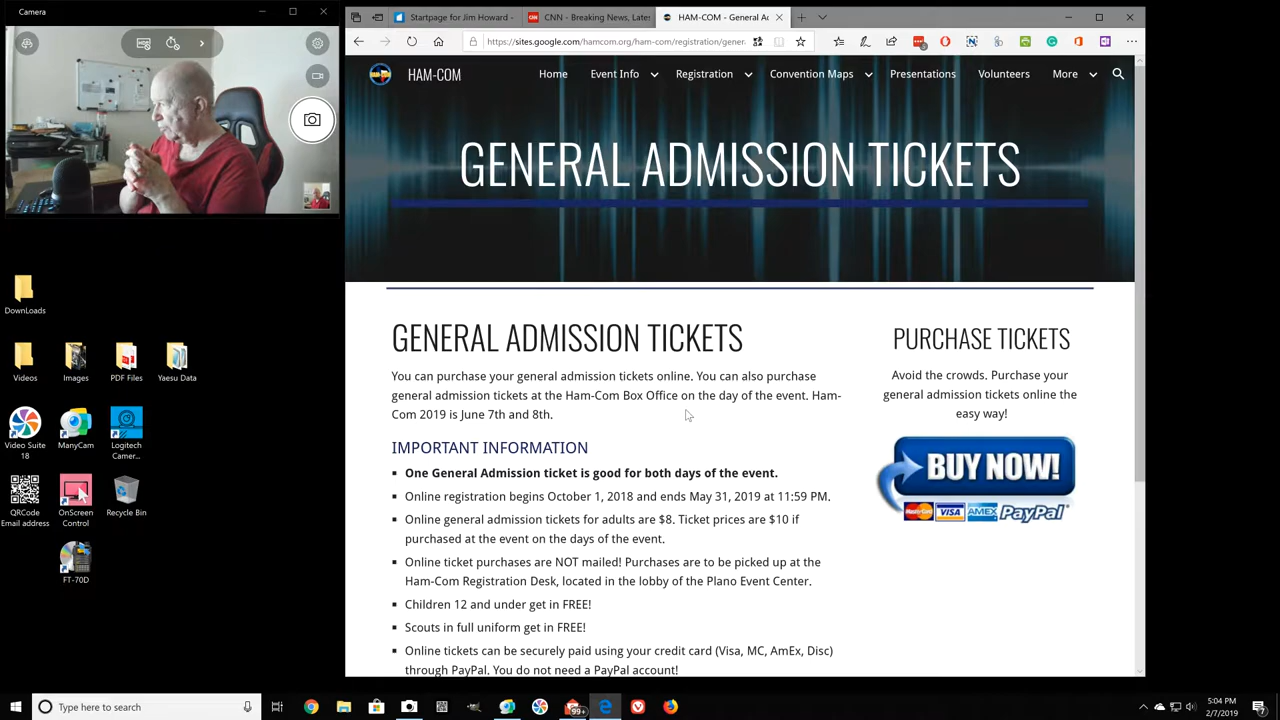 Camera
Startpage for Jim Howard -
CNN - Breaking News, Lates
HAM-COM - General Ad
https://sites.google.com/hamcom.org/ham-com/registration/gener
HAM-COM
Home
Event Info
Registration
Convention Maps
Presentations
Volunteers
More
GENERAL ADMISSION TICKETS
GENERAL ADMISSION TICKETS
You can purchase your general admission tickets online. You can also purchase
general admission tickets at the Ham-Com Box Office on the day of the event. Ham-
Com 2019 is June 7th and 8th.
IMPORTANT INFORMATION
▪ One General Admission ticket is good for both days of the event.
▪ Online registration begins October 1, 2018 and ends May 31, 2019 at 11:59 PM.
▪ Online general admission tickets for adults are $8. Ticket prices are $10 if
purchased at the event on the days of the event.
▪ Online ticket purchases are NOT mailed! Purchases are to be picked up at the
Ham-Com Registration Desk, located in the lobby of the Plano Event Center.
▪ Children 12 and under get in FREE!
▪ Scouts in full uniform get in FREE!
▪ Online tickets can be securely paid using your credit card (Visa, MC, AmEx, Disc)
through PayPal. You do not need a PayPal account!
PURCHASE TICKETS
Avoid the crowds. Purchase your
general admission tickets online the
easy way!
BUY NOW!
MasterCard VISA AMEX PayPal
DownLoads
Videos
Images
PDF Files
Yaesu Data
Video Suite
18
ManyCam
Logitech
Camer...
QRCode
Email address
OnScreen
Control
Recycle Bin
FT-70D
Type here to search
99+
5:04 PM
2/7/2019